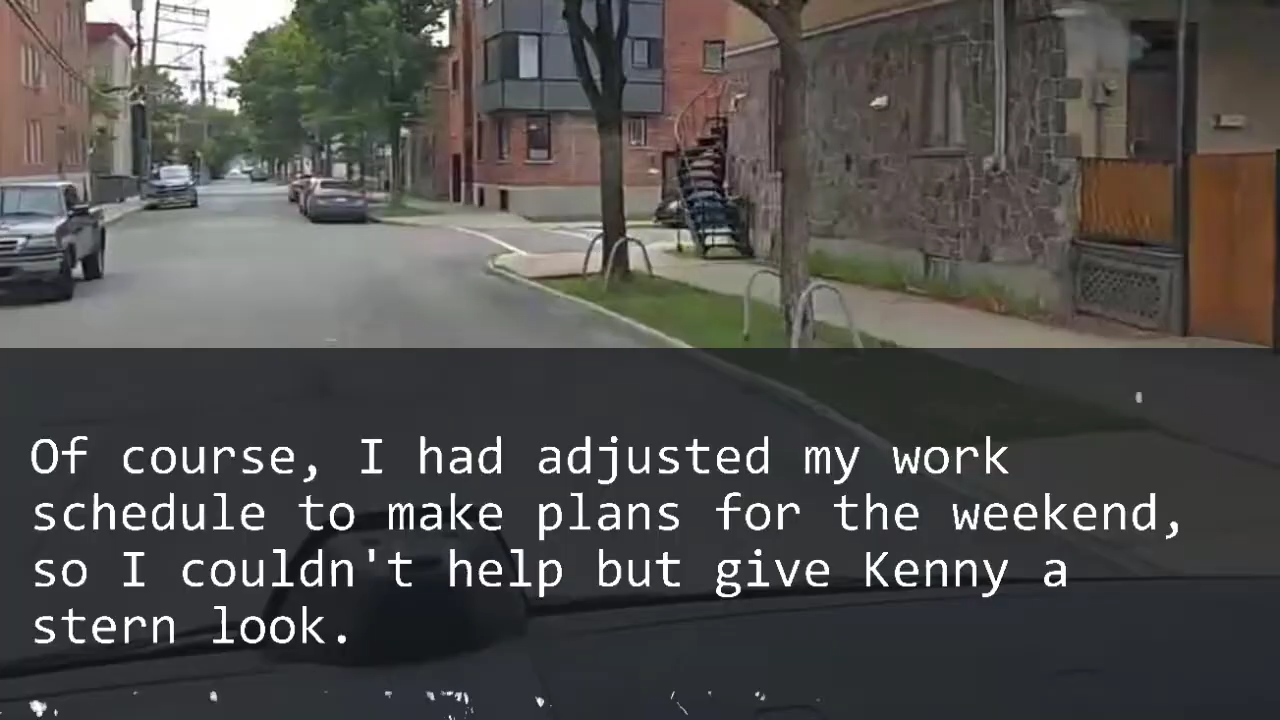 Of course, I had adjusted my work
schedule to make plans for the weekend,
so I couldn't help but give Kenny a
stern look.